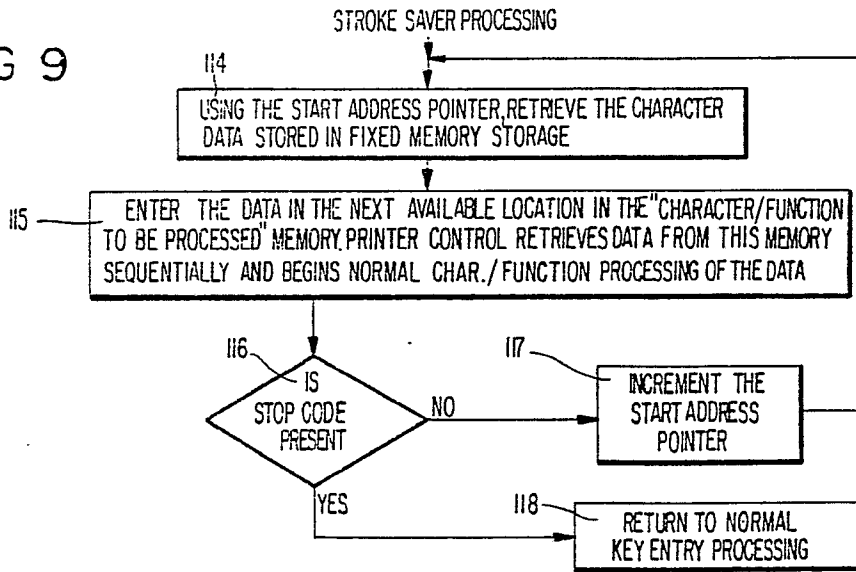 STROKE SAVER PROCESSING
G 9
114
USING THE START ADDRESS POINTER, RETRIEVE THE CHARACTER
DATA STORED IN FIXED MEMORY STORAGE
115
ENTER THE DATA IN THE NEXT AVAILABLE LOCATION IN THE "CHARACTER/FUNCTION
TO BE PROCESSED" MEMORY. PRINTER CONTROL RETRIEVES DATA FROM THIS MEMORY
SEQUENTIALLY AND BEGINS NORMAL CHAR./FUNCTION PROCESSING OF THE DATA
116
IS
STOP CODE
PRESENT
NO
117
INCREMENT THE
START ADDRESS
POINTER
YES
118
RETURN TO NORMAL
KEY ENTRY PROCESSING